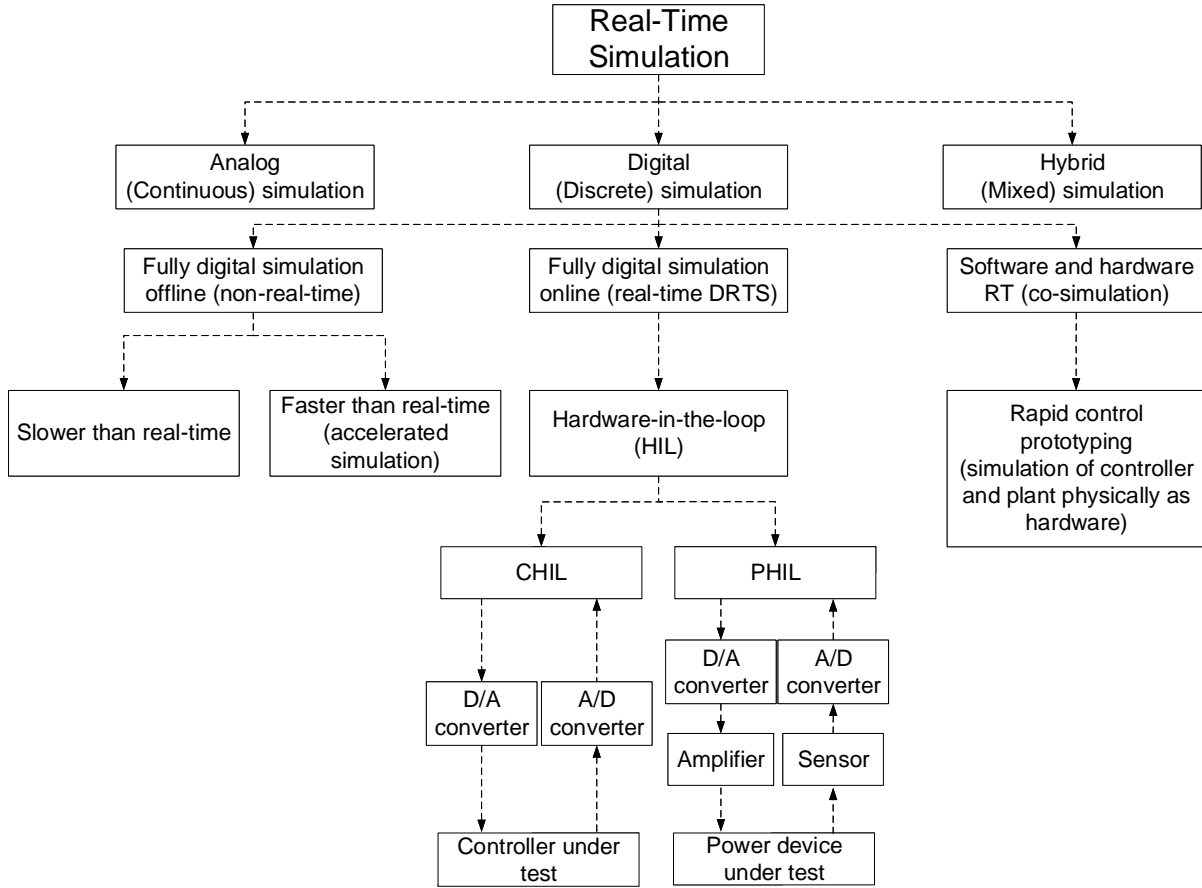 Real-Time
Simulation
Analog
(Continuous) simulation
Digital
(Discrete) simulation
Hybrid
(Mixed) simulation
Fully digital simulation
offline (non-real-time)
Fully digital simulation
online (real-time DRTS)
Software and hardware
RT (co-simulation)
Slower than real-time
Faster than real-time
(accelerated
simulation)
Hardware-in-the-loop
(HIL)
Rapid control
prototyping
(simulation of controller
and plant physically as
hardware)
CHIL
PHIL
D/A
converter
A/D
converter
D/A
converter
A/D
converter
Amplifier
Sensor
Controller under
test
Power device
under test